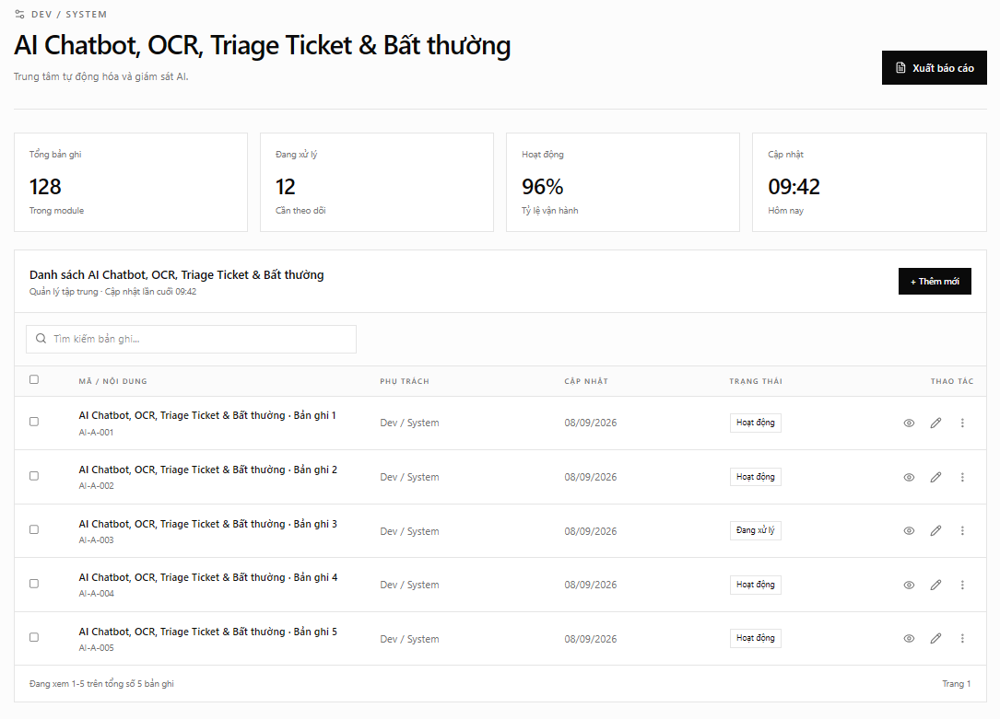 DEV / SYSTEM
AI Chatbot, OCR, Triage Ticket & Bất thường
Trung tâm tự động hóa và giám sát AI.
Xuất báo cáo
Tổng bản ghi
128
Trong module
Đang xử lý
12
Cần theo dõi
Hoạt động
96%
Tỷ lệ vận hành
Cập nhật
09:42
Hôm nay
Danh sách AI Chatbot, OCR, Triage Ticket & Bất thường
Quản lý tập trung · Cập nhật lần cuối 09:42
+ Thêm mới
Tìm kiếm bản ghi...
MÃ / NỘI DUNG PHỤ TRÁCH CẬP NHẬT TRẠNG THÁI THAO TÁC
AI Chatbot, OCR, Triage Ticket & Bất thường · Bản ghi 1
AI-A-001
Dev / System 08/09/2026 Hoạt động
AI Chatbot, OCR, Triage Ticket & Bất thường · Bản ghi 2
AI-A-002
Dev / System 08/09/2026 Hoạt động
AI Chatbot, OCR, Triage Ticket & Bất thường · Bản ghi 3
AI-A-003
Dev / System 08/09/2026 Đang xử lý
AI Chatbot, OCR, Triage Ticket & Bất thường · Bản ghi 4
AI-A-004
Dev / System 08/09/2026 Hoạt động
AI Chatbot, OCR, Triage Ticket & Bất thường · Bản ghi 5
AI-A-005
Dev / System 08/09/2026 Hoạt động
Đang xem 1-5 trên tổng số 5 bản ghi
Trang 1